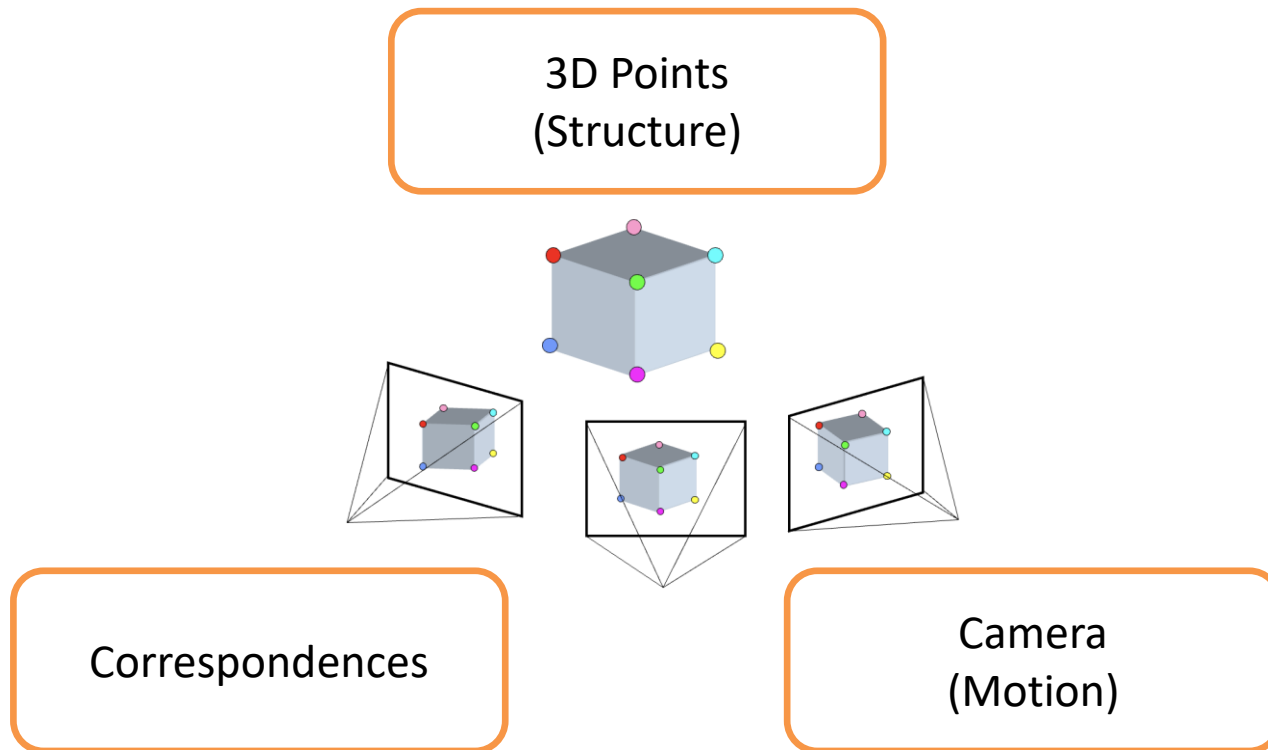 3D Points
(Structure)
Correspondences
Camera
(Motion)